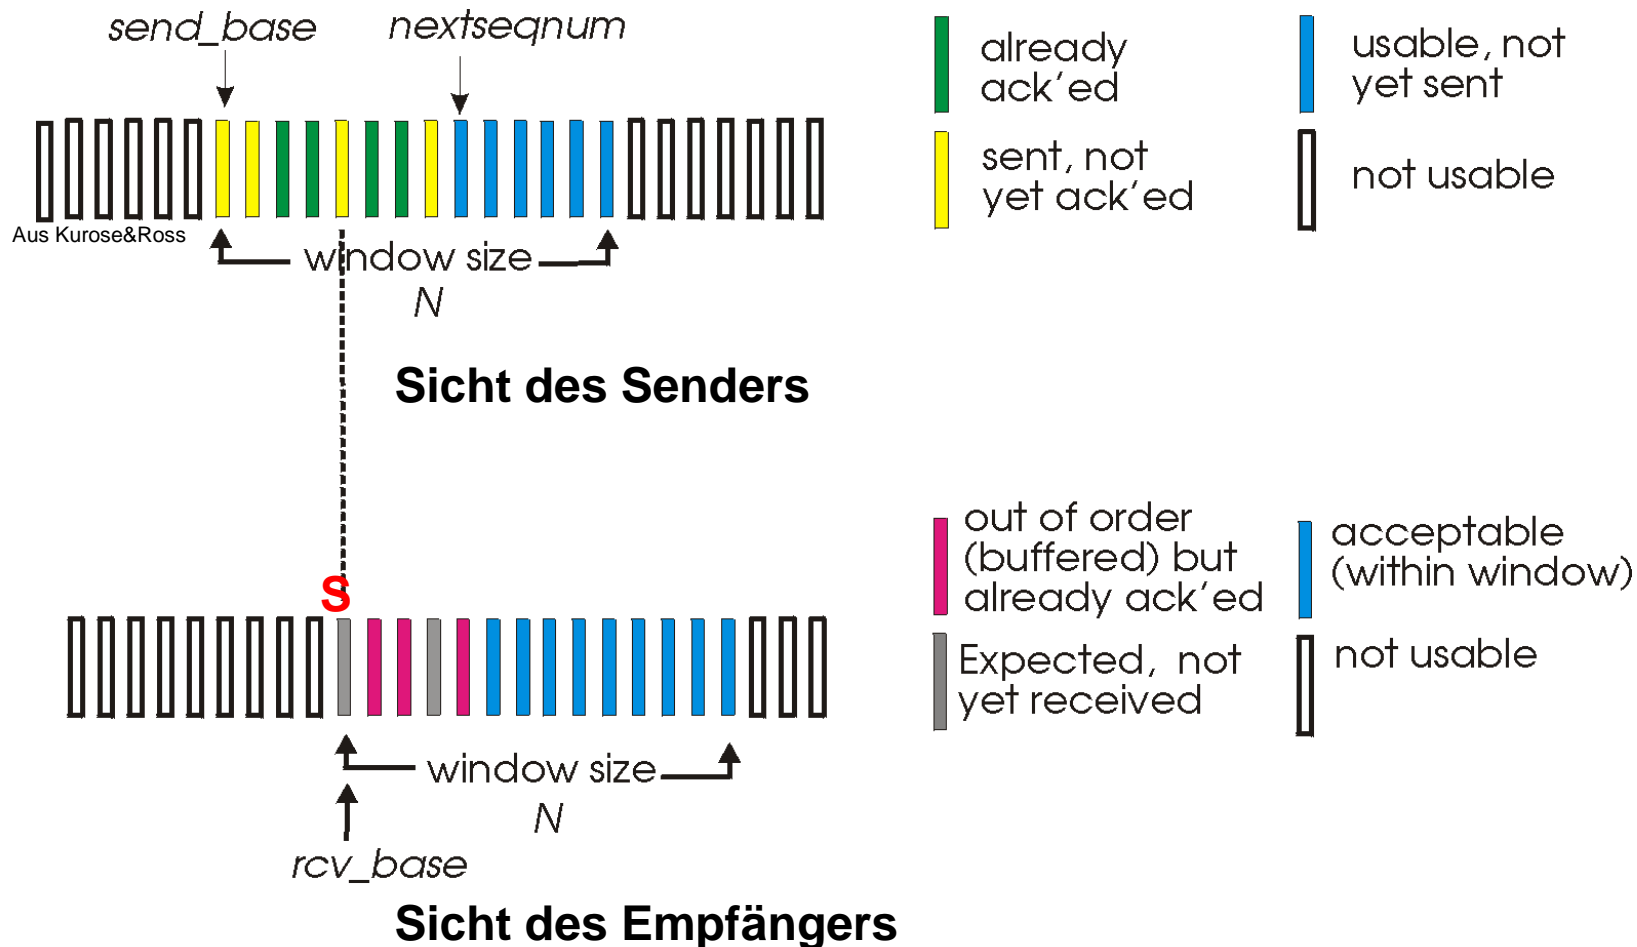 send_base
nextseqnum
already
ack'ed
usable, not
yet sent
sent, not
yet ack'ed
not usable
Aus Kurose&Ross
window size
N
Sicht des Senders
out of order
(buffered) but
already ack'ed
acceptable
(within window)
S
Expected, not
yet received
not usable
window size
N
rcv_base
Sicht des Empfängers